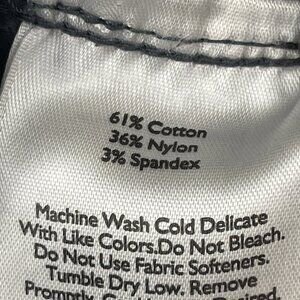 61% Cotton
36% Nylon
3% Spandex
Machine Wash Cold Delicate
With Like Colors.Do Not Bleach.
Do Not Use Fabric Softeners.
Tumble Dry Low. Remove
Promptly.